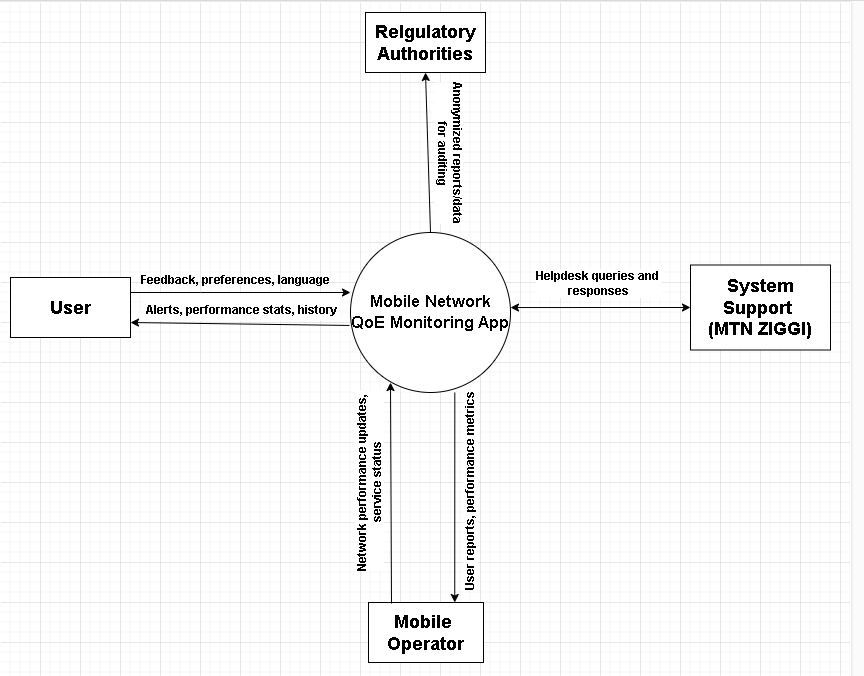 Relgulatory
Authorities
Anonymized reports/data
for auditing
Feedback, preferences, language
User
Alerts, performance stats, history
Mobile Network
QoE Monitoring App
Helpdesk queries and
responses
System
Support
(MTN ZIGGI)
Network performance updates,
service status
User reports, performance metrics
Mobile
Operator